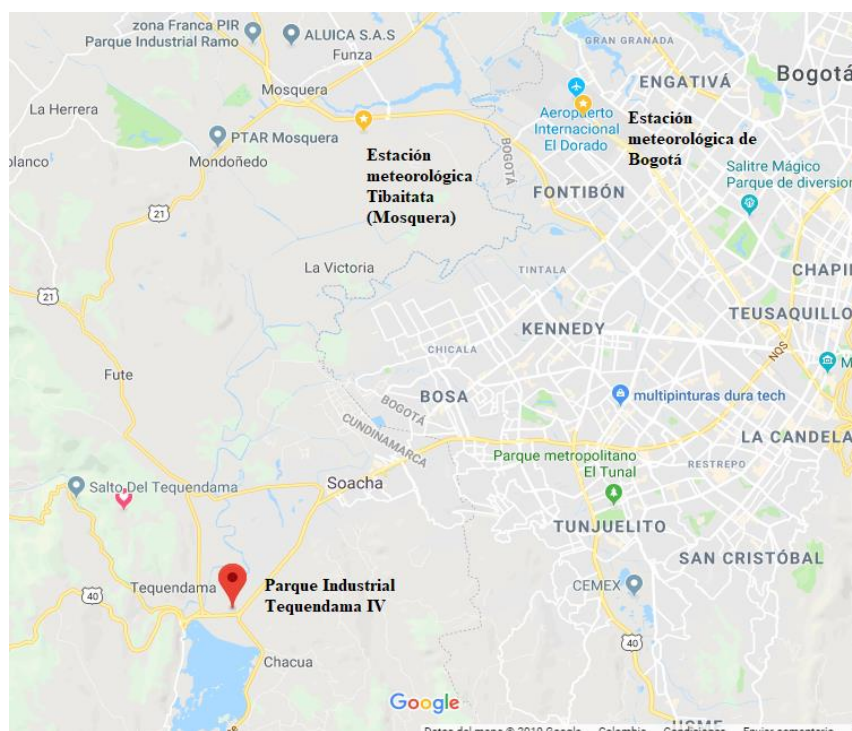 zona Franca PIR
Parque Industrial Ramo
ALUICA S.A.S
Funza
GRAN GRANADA
ENGATIVÁ
Bogotá
Mosquera
La Herrera
Aeropuerto
Internacional
El Dorado
Estación
meteorológica de
Bogotá
PTAR Mosquera
Mondoñedo
Estación
meteorológica
Tibaitata
(Mosquera)
BOGOTÁ
Salitre Mágico
Parque de diversion
FONTIBÓN
21
La Victoria
TINTALA
CHAPI
21
TEUSAQUILLO
KENNEDY
NQS
CHICALA
Fute
M
BOSA
multipinturas dura tech
BOGOTÁ
CUNDINAMARCA
LA CANDELA
Parque metropolitano
El Tunal
RESTREPO
Salto Del Tequendama
Soacha
TUNJUELITO
SAN CRISTÓBAL
Tequendama
Parque Industrial
Tequendama IV
CEMEX
40
40
Chacua
Google